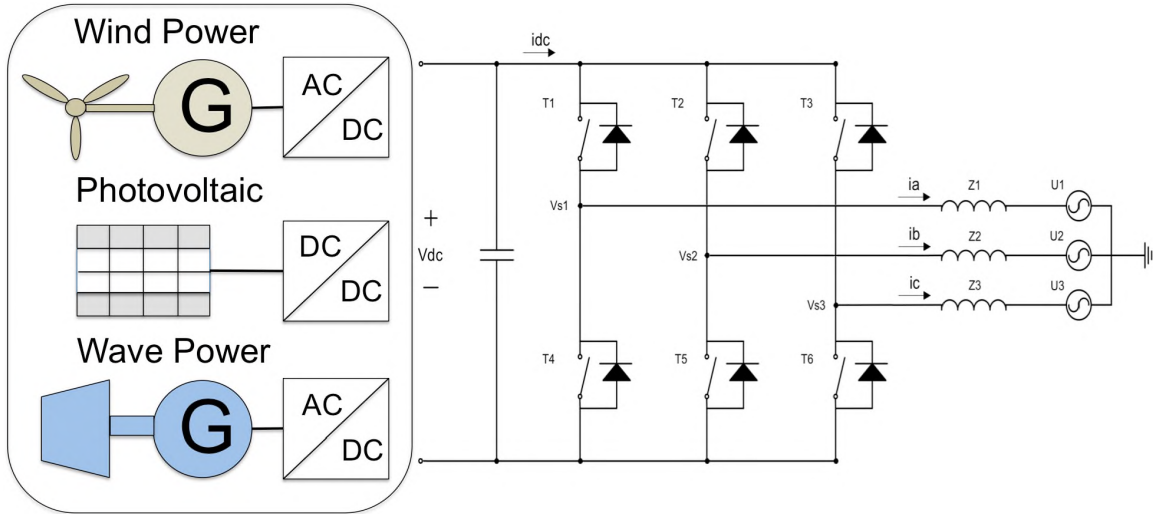 Wind Power
G
AC
DC
Photovoltaic
DC
DC
Wave Power
G
AC
DC
+
Vdc
−
idc
T1
T2
T3
Vs1
Vs2
Vs3
ia
Z1
U1
ib
Z2
U2
ic
Z3
U3
T4
T5
T6